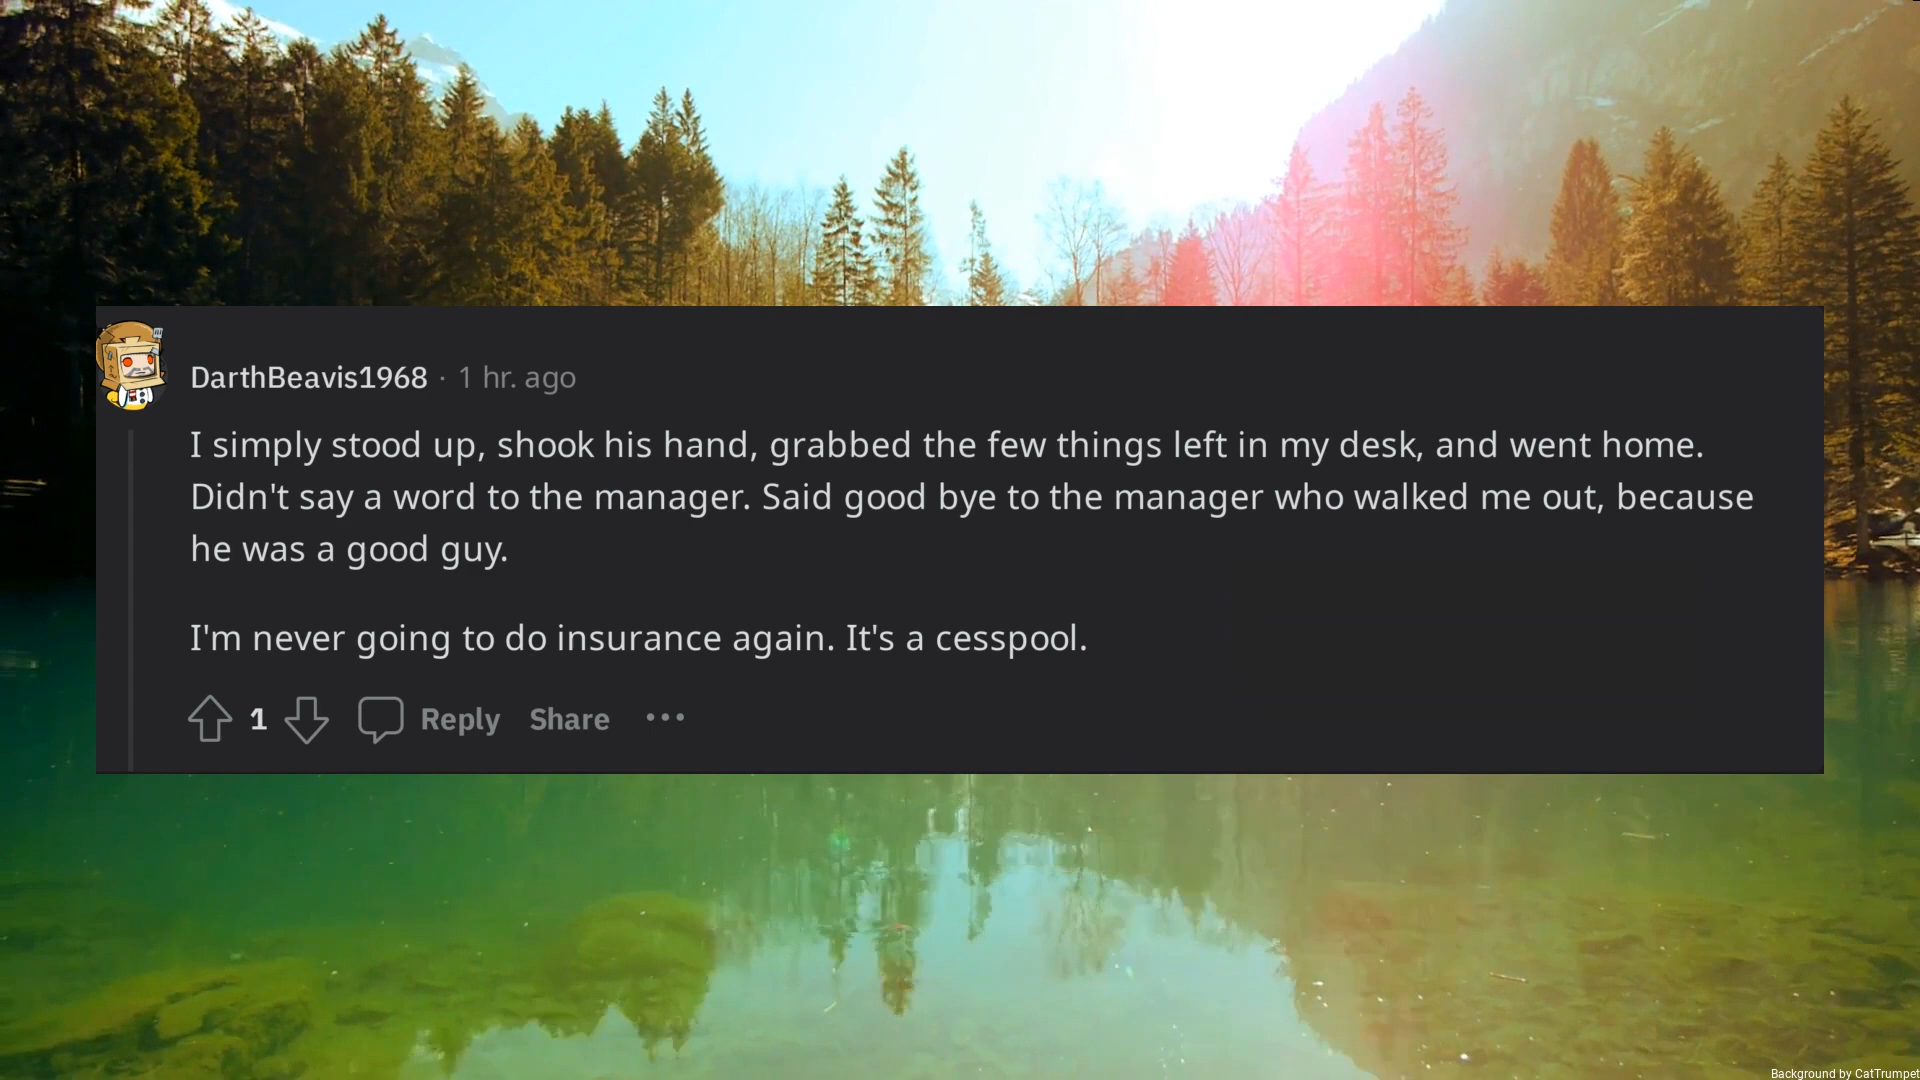 DarthBeavis1968 · 1 hr. ago
I simply stood up, shook his hand, grabbed the few things left in my desk, and went home.
Didn't say a word to the manager. Said good bye to the manager who walked me out, because
he was a good guy.
I'm never going to do insurance again. It's a cesspool.
1 Reply Share ···
Background by CatTrumpet